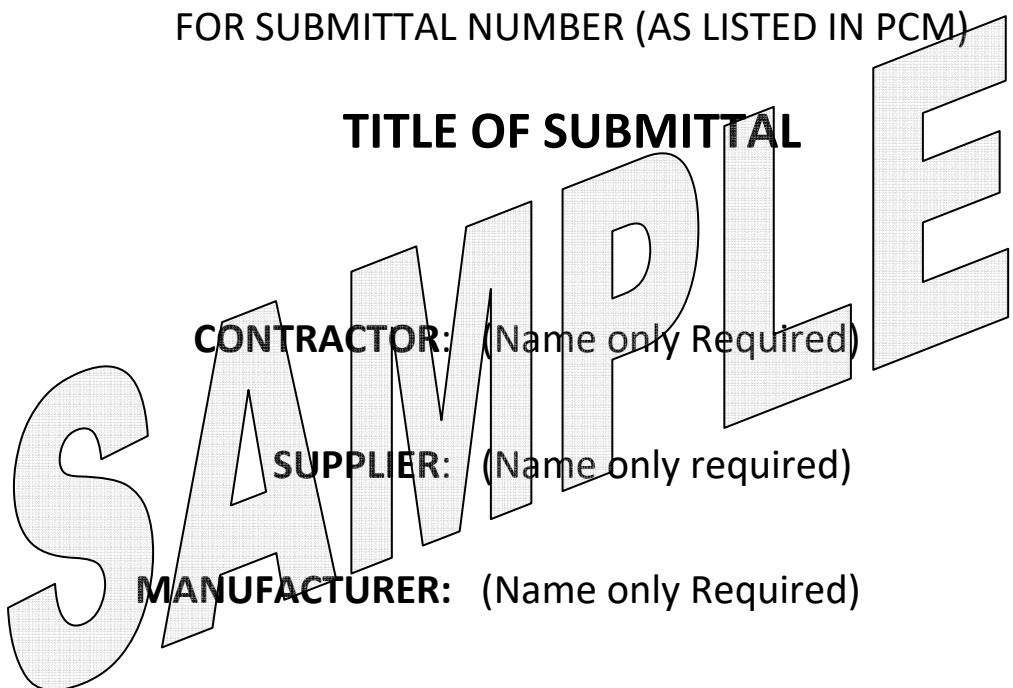 FOR SUBMITTAL NUMBER (AS LISTED IN PCM)
TITLE OF SUBMITTAL
CONTRACTOR: (Name only Required)
SUPPLIER: (Name only required)
MANUFACTURER: (Name only Required)
SAMPLE